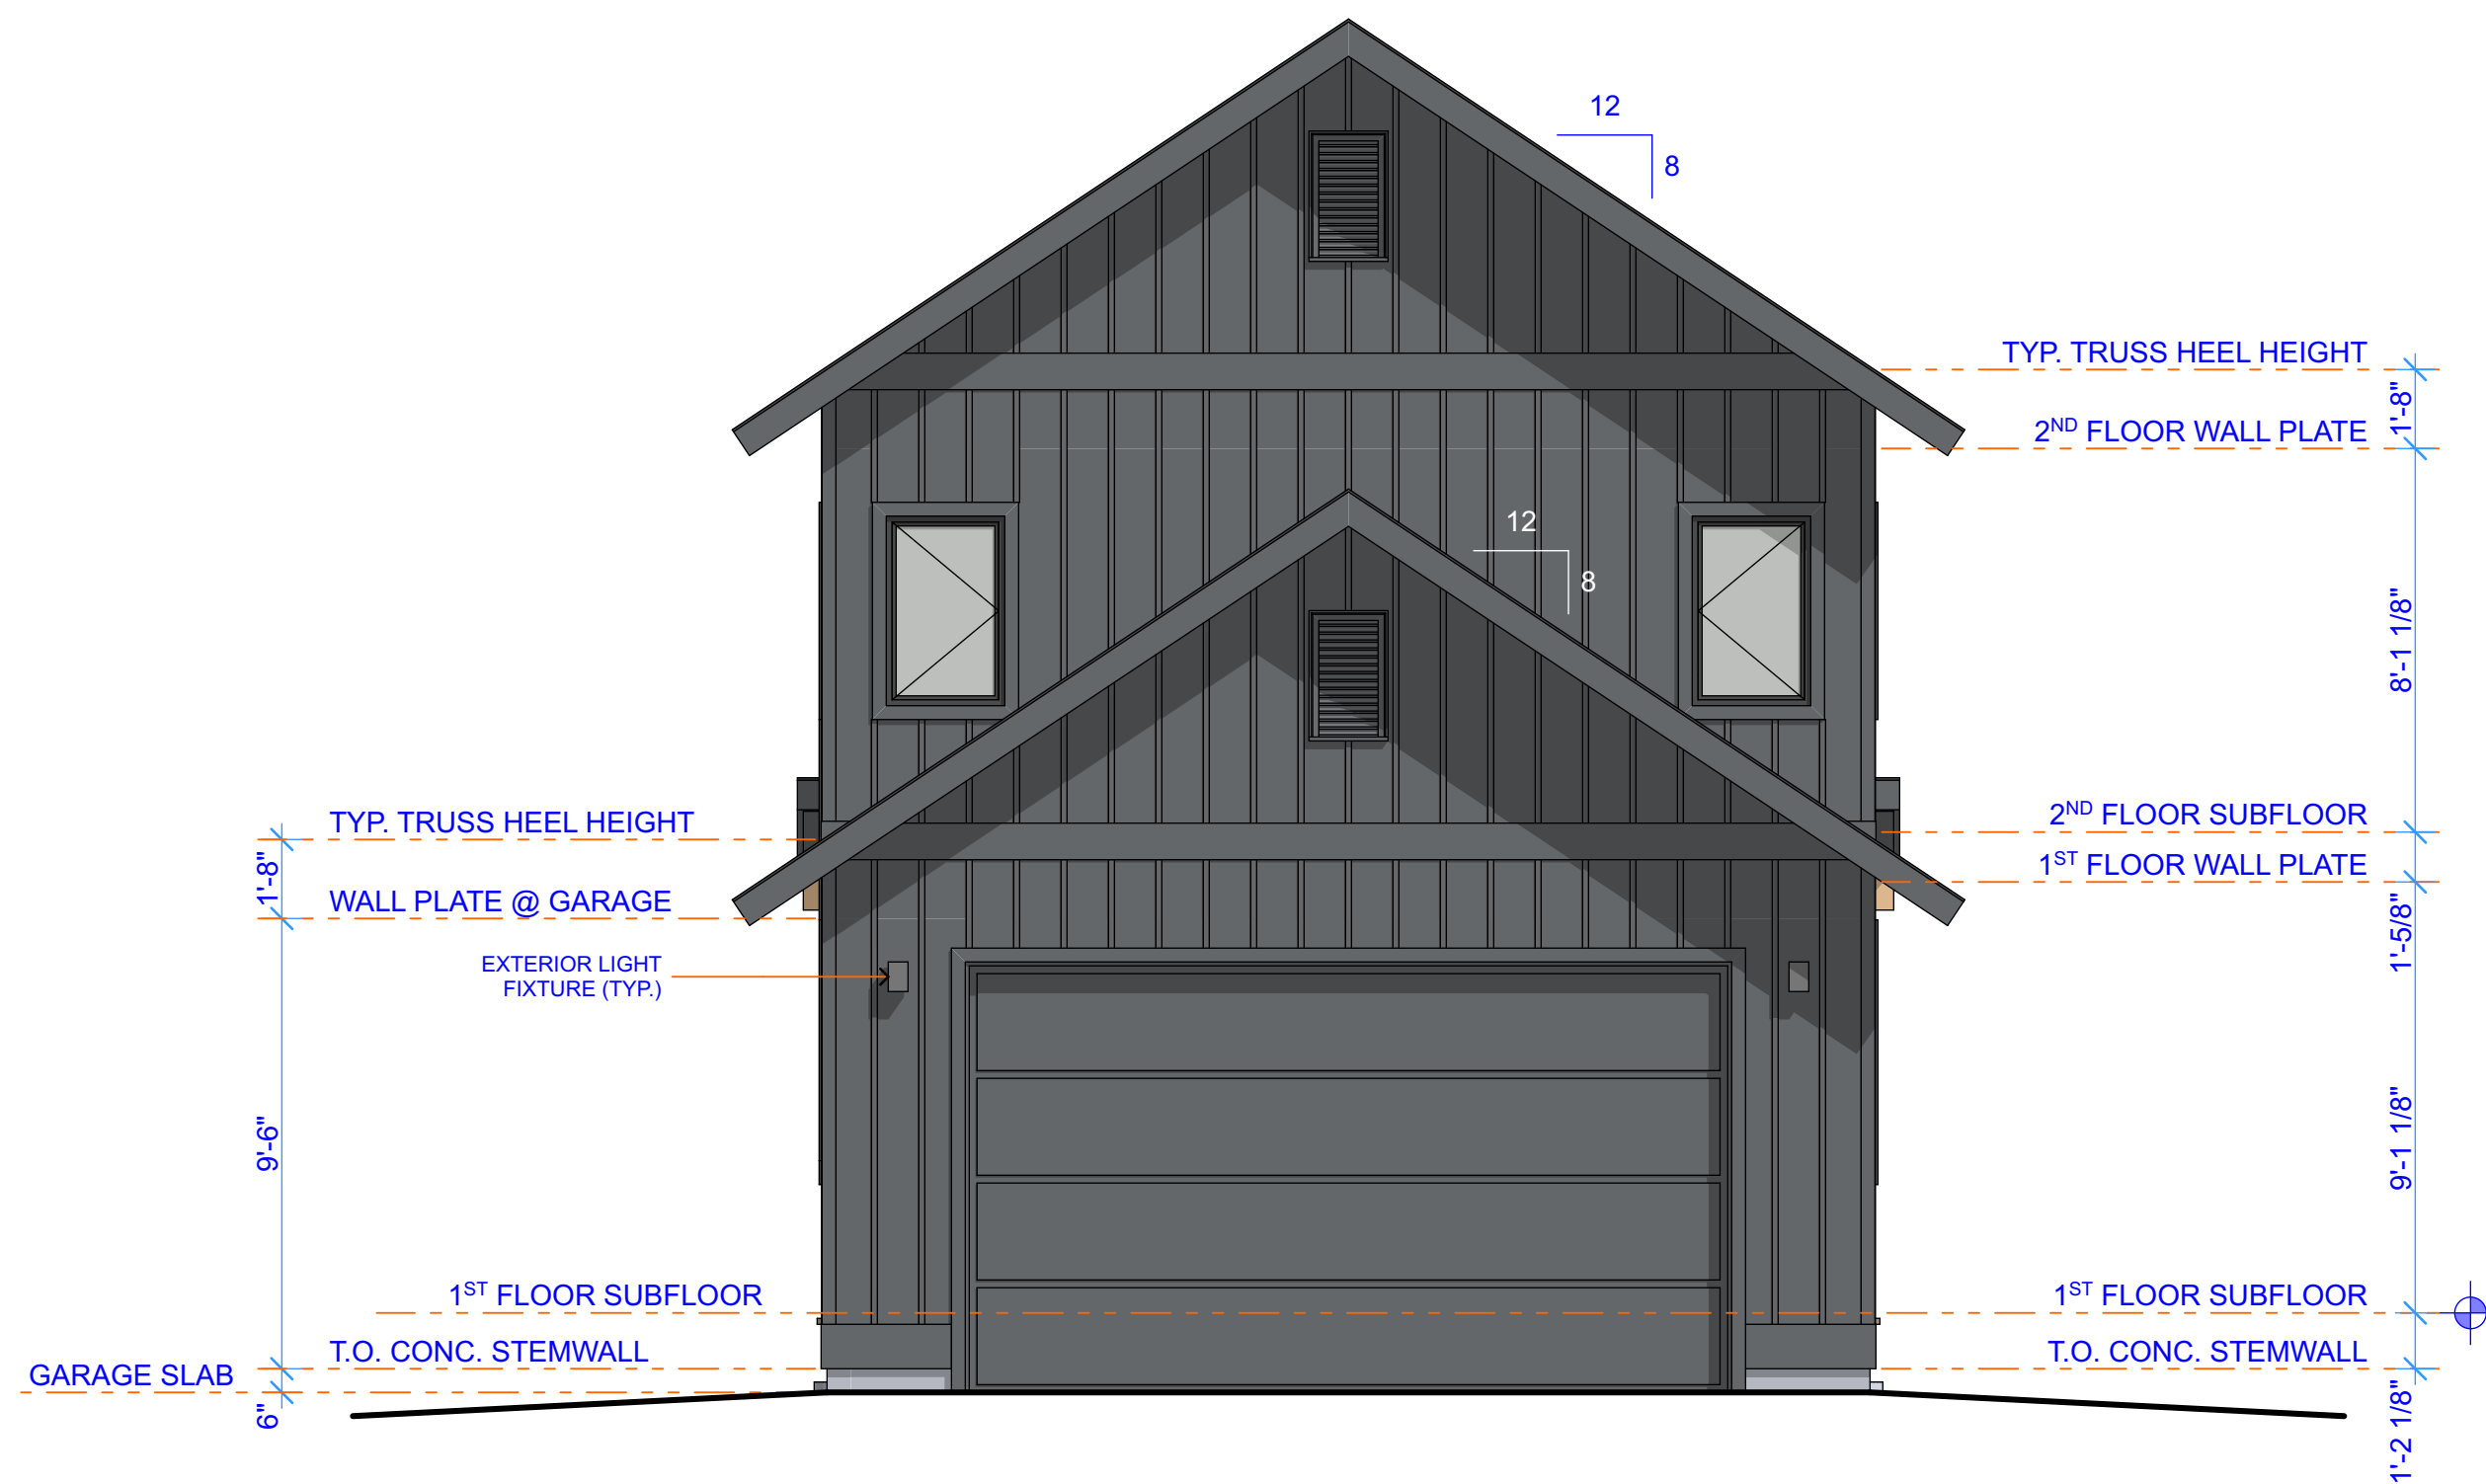 12
8
TYP. TRUSS HEEL HEIGHT
1'-8"
2ND FLOOR WALL PLATE
12
8
8'-1 1/8"
TYP. TRUSS HEEL HEIGHT
2ND FLOOR SUBFLOOR
1'-8"
1ST FLOOR WALL PLATE
WALL PLATE @ GARAGE
1'-5/8"
EXTERIOR LIGHT
FIXTURE (TYP.)
9'-6"
9'-1 1/8"
1ST FLOOR SUBFLOOR
1ST FLOOR SUBFLOOR
T.O. CONC. STEMWALL
T.O. CONC. STEMWALL
GARAGE SLAB
6"
1'-2 1/8"